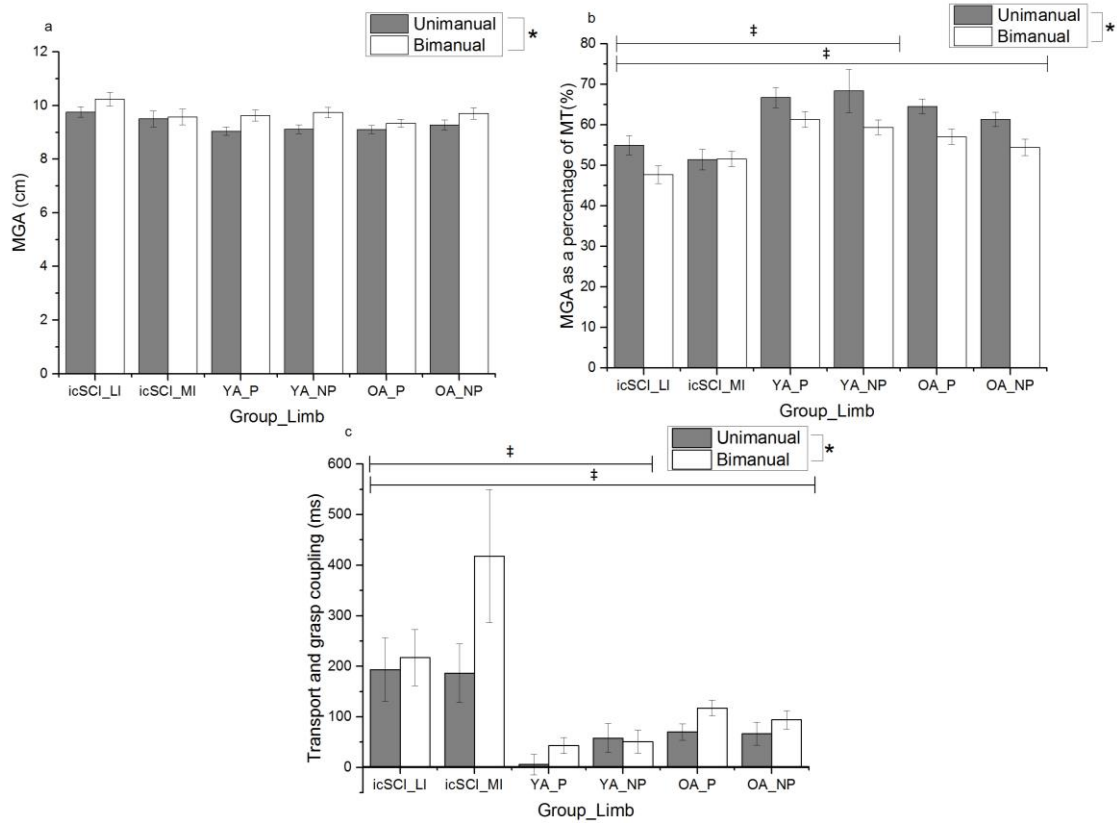 a
Unimanual
Bimanual
*
12
10
8
6
4
2
0
MGA (cm)
icSCI_LI
icSCI_MI
YA_P
YA_NP
OA_P
OA_NP
Group_Limb
b
Unimanual
Bimanual
*
‡
‡
80
70
60
50
40
30
20
10
0
MGA as a percentage of MT(%)
icSCI_LI
icSCI_MI
YA_P
YA_NP
OA_P
OA_NP
Group_Limb
c
Unimanual
Bimanual
*
‡
‡
600
500
400
300
200
100
0
Transport and grasp coupling (ms)
icSCI_LI
icSCI_MI
YA_P
YA_NP
OA_P
OA_NP
Group_Limb